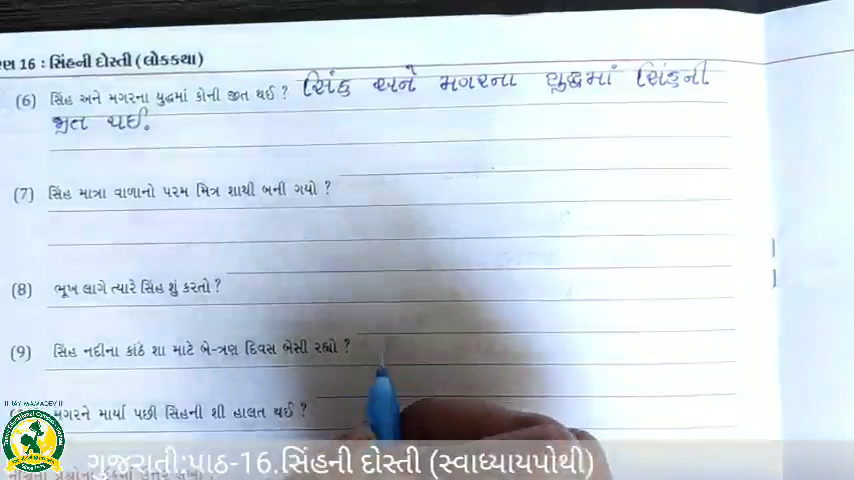 રણ 16 : સિંહની દોસ્તી (લોકકથા)
(6) સિંહ અને મગરના યુદ્ધમાં કોની જીત થઈ ? સિંહ અને મગરના યુદ્ધમાં સિંહની
જીત થઈ.
(7) સિંહ માત્રા વાળાનો પરમ મિત્ર શાથી બની ગયો ?
(8) ભૂખ લાગે ત્યારે સિંહ શું કરતો ?
(9) સિંહ નદીના કાંઠે શા માટે બે-ત્રણ દિવસ બેસી રહ્યો ?
મગરને માર્યા પછી સિંહની શી હાલત થઈ ?
ગુજરાતી:પાઠ-16.સિંહની દોસ્તી (સ્વાધ્યાયપોથી)